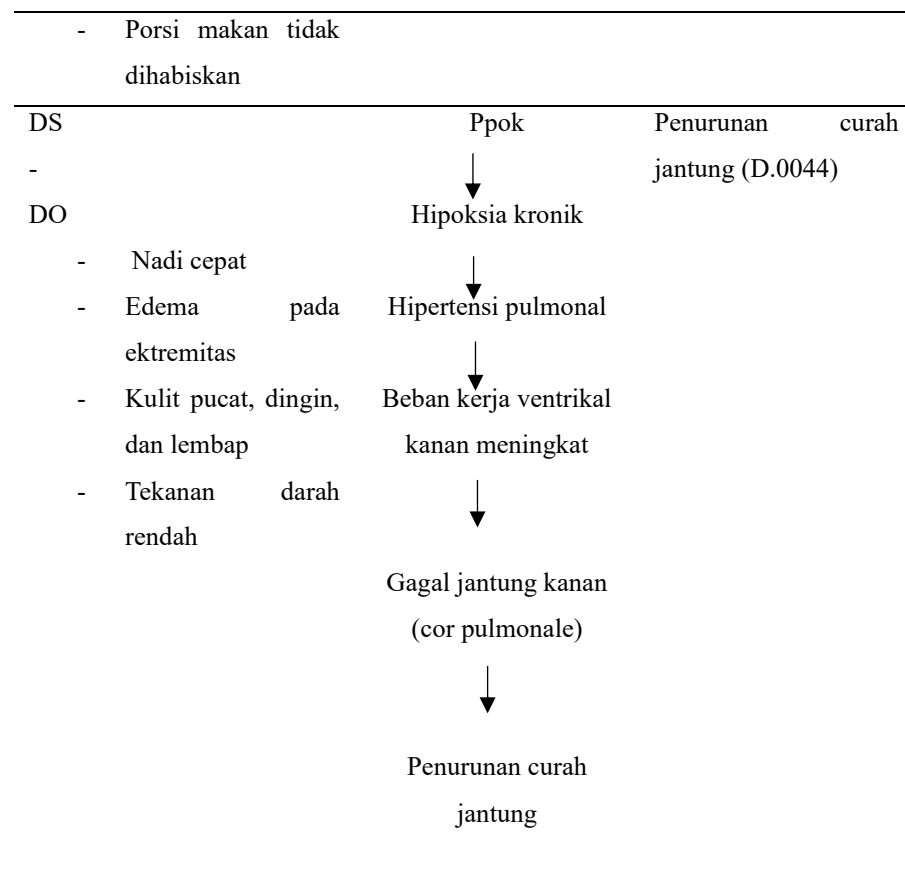 - Porsi makan tidak
dihabiskan
DS
-
DO
- Nadi cepat
- Edema pada
ektremitas
- Kulit pucat, dingin,
dan lembap
- Tekanan darah
rendah
Ppok
Hipoksia kronik
Hipertensi pulmonal
Beban kerja ventrikal
kanan meningkat
Gagal jantung kanan
(cor pulmonale)
Penurunan curah
jantung
Penurunan curah
jantung (D.0044)